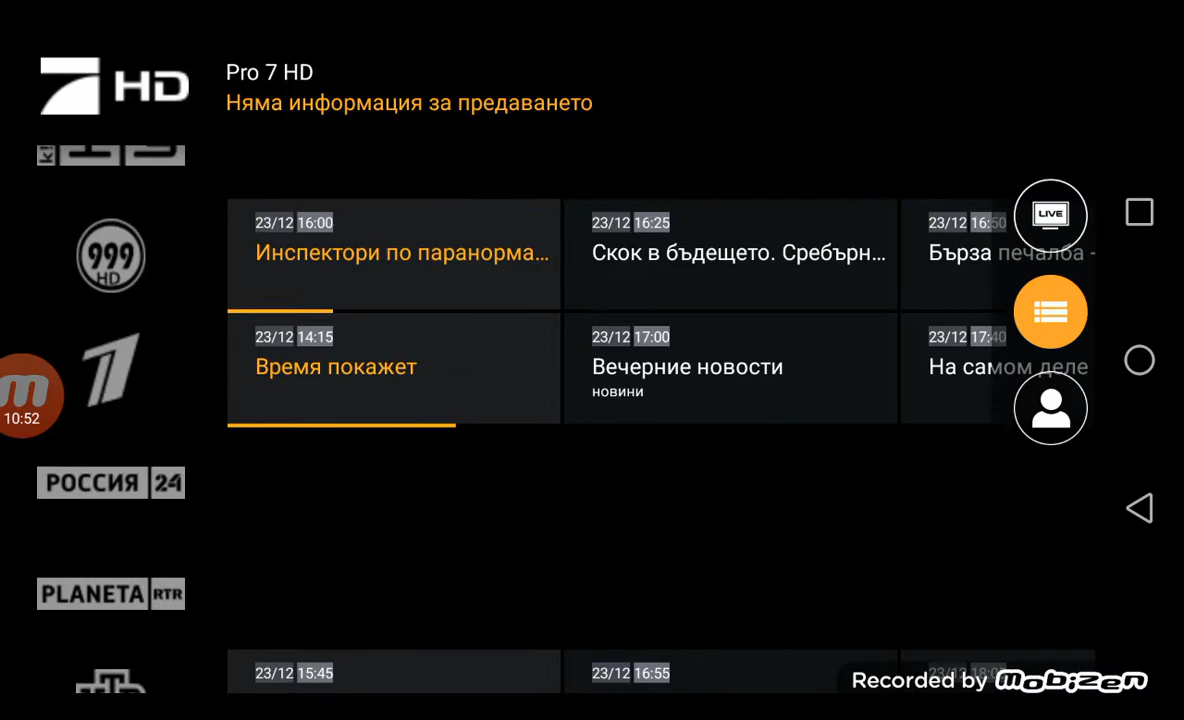 HD
Pro 7 HD
Няма информация за предаването
23/12 16:00
Инспектори по паранорма...
23/12 16:25
Скок в бъдещето. Сребърн...
23/12 16:50
Бърза печалба -
LIVE
999
HD
23/12 14:15
Время покажет
23/12 17:00
Вечерние новости
новини
23/12 17:40
На самом деле
10:52
РОССИЯ 24
PLANETA RTR
23/12 15:45
23/12 16:55
Recorded by mobizen